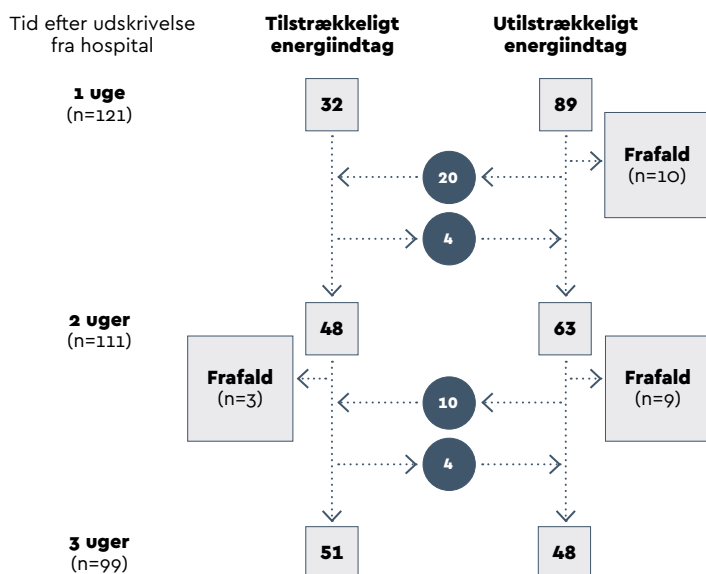 Tid efter udskrivelse
fra hospital
Tilstrækkeligt
energiindtag
Utilstrækkeligt
energiindtag
1 uge
(n=121)
32
89
Frafald
(n=10)
20
4
2 uger
(n=111)
48
63
Frafald
(n=3)
Frafald
(n=9)
10
4
3 uger
(n=99)
51
48